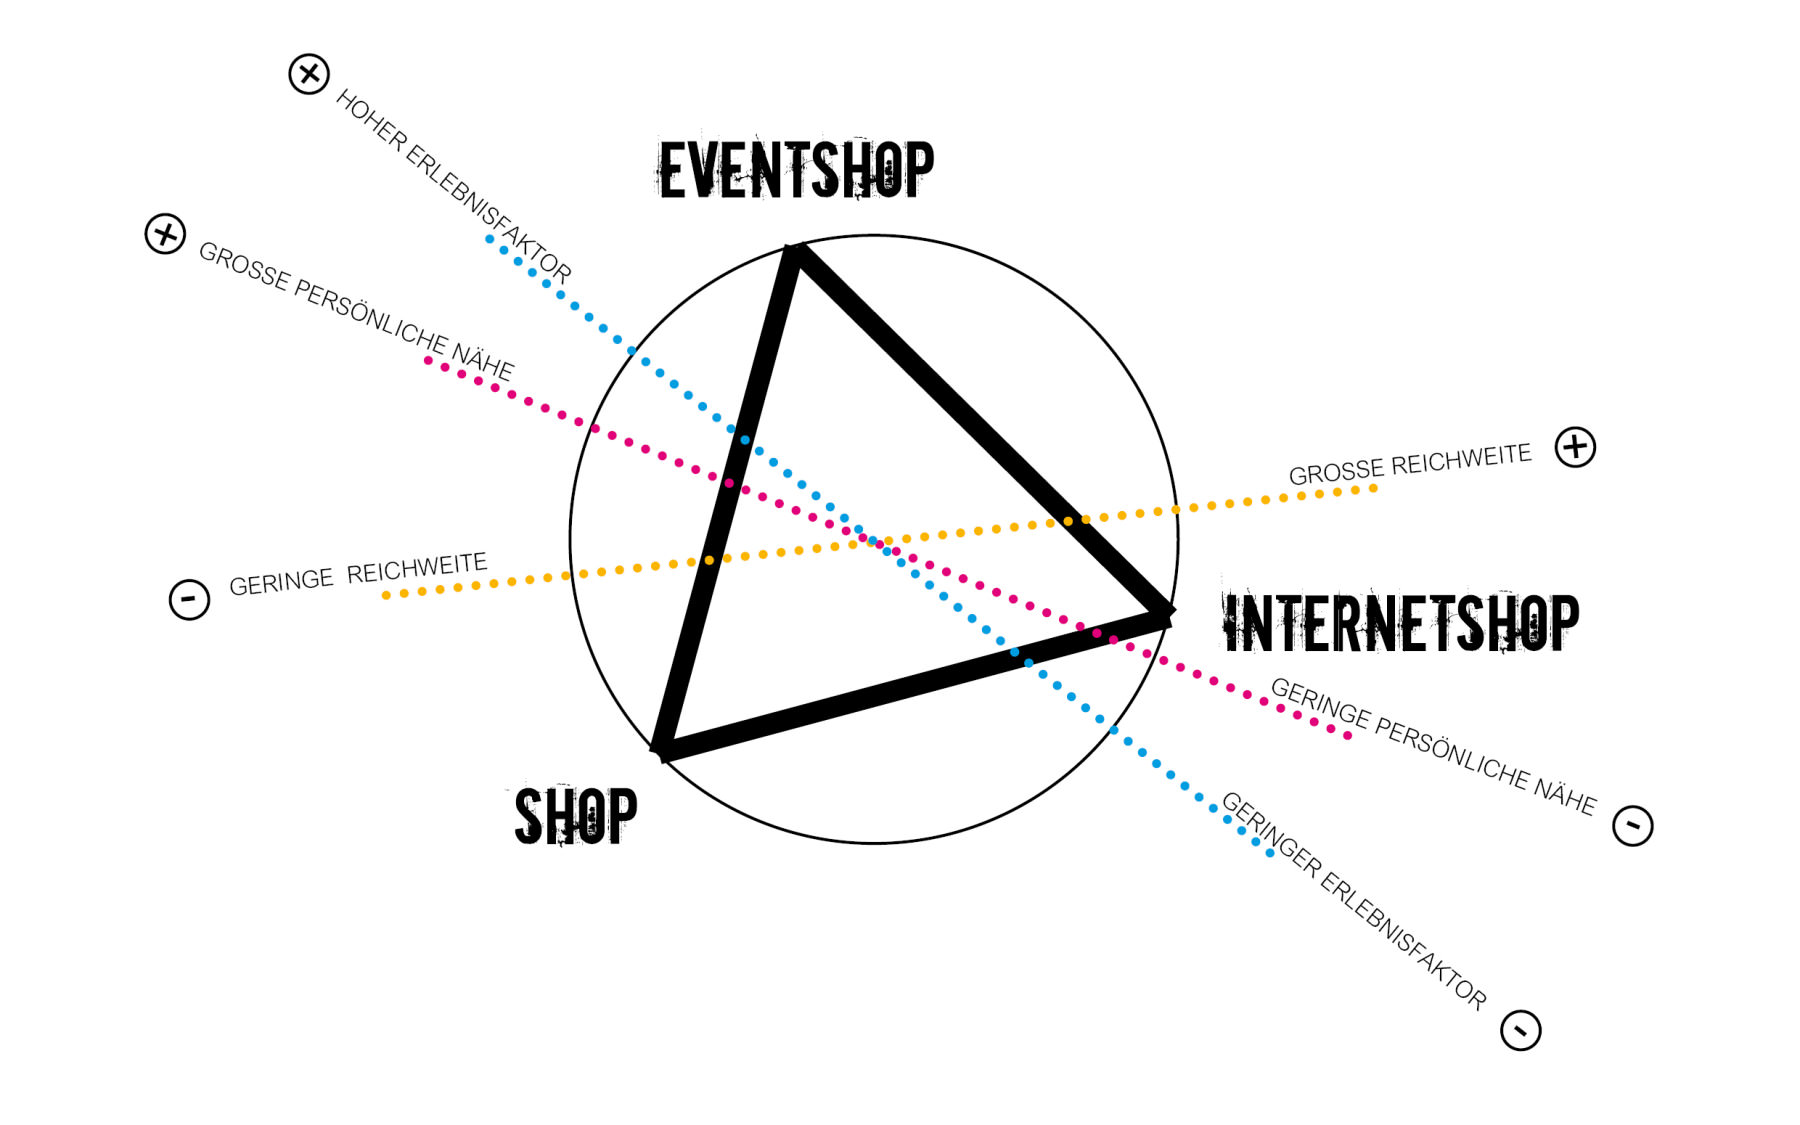 HOHER ERLEBNISFAKTOR
EVENTSHOP
GROSSE PERSÖNLICHE NÄHE
GROSSE REICHWEITE
GERINGE REICHWEITE
INTERNETSHOP
GERINGE PERSÖNLICHE NÄHE
SHOP
GERINGER ERLEBNISFAKTOR